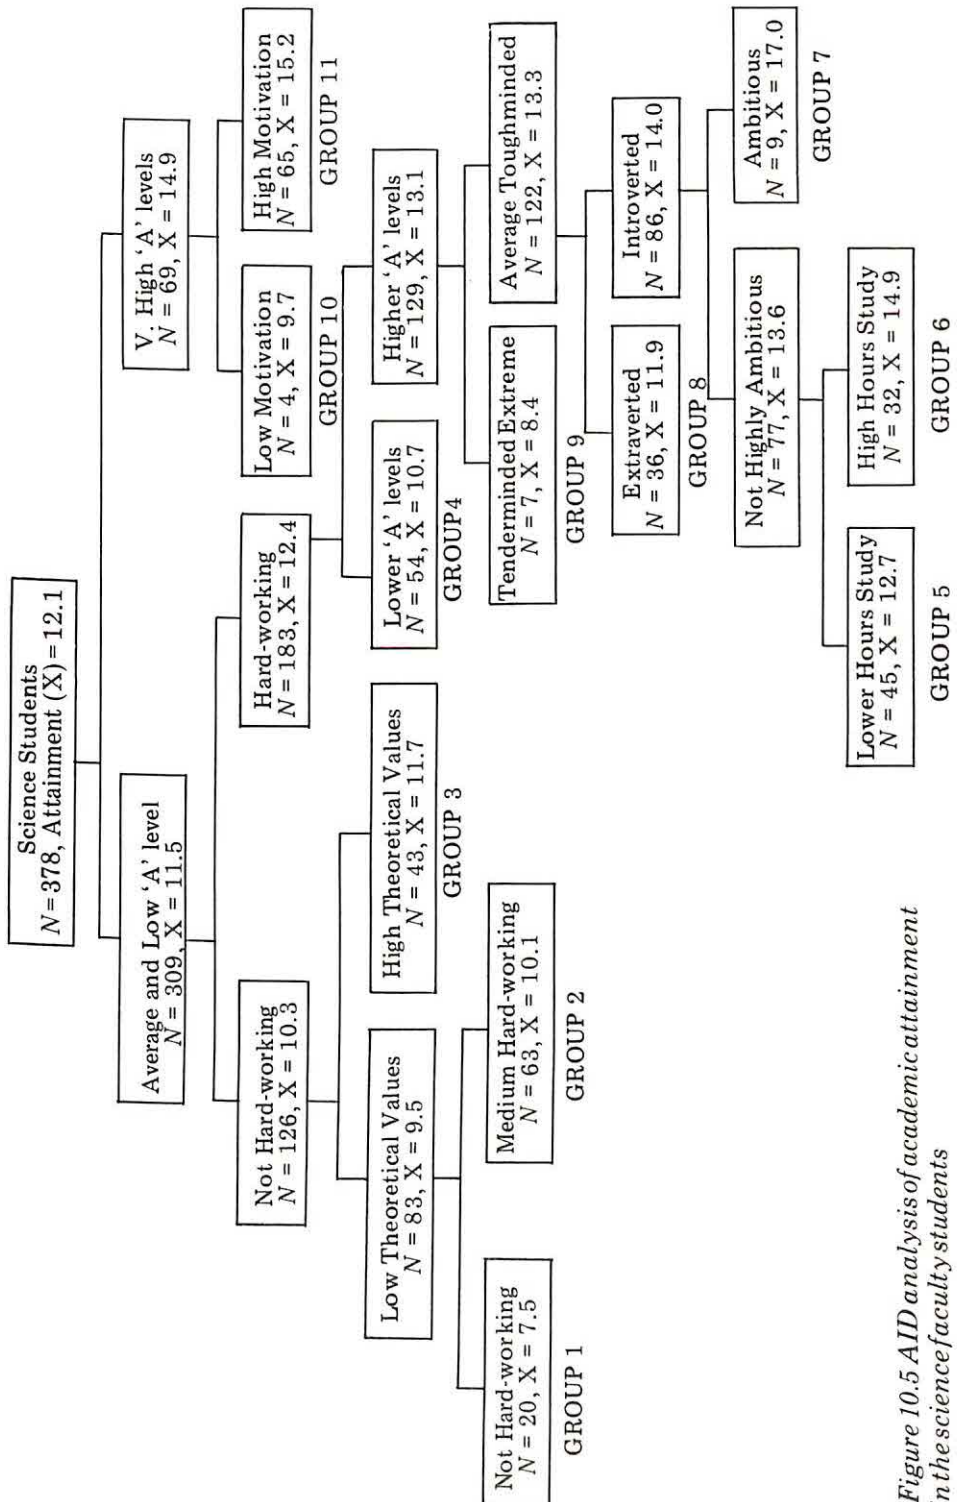 Science Students
N=378, Attainment (X) = 12.1
Average and Low ‘A’ level
N = 309, X = 11.5
V. High ‘A’ levels
N = 69, X = 14.9
Not Hard-working
N = 126, X = 10.3
Hard-working
N = 183, X = 12.4
Low Motivation
N = 4, X = 9.7
GROUP 10
High Motivation
N = 65, X = 15.2
GROUP 11
Low Theoretical Values
N = 83, X = 9.5
High Theoretical Values
N = 43, X = 11.7
GROUP 3
Lower ‘A’ levels
N = 54, X = 10.7
GROUP4
Higher ‘A’ levels
N = 129, X = 13.1
Not Hard-working
N = 20, X = 7.5
GROUP 1
Medium Hard-working
N = 63, X = 10.1
GROUP 2
Tenderminded Extreme
N = 7, X = 8.4
GROUP 9
Average Toughminded
N = 122, X = 13.3
Extraverted
N = 36, X = 11.9
GROUP 8
Introverted
N = 86, X = 14.0
Not Highly Ambitious
N = 77, X = 13.6
Ambitious
N = 9, X = 17.0
GROUP 7
Lower Hours Study
N = 45, X = 12.7
GROUP 5
High Hours Study
N = 32, X = 14.9
GROUP 6
Figure 10.5 AID analysis of academic attainment
in the science faculty students